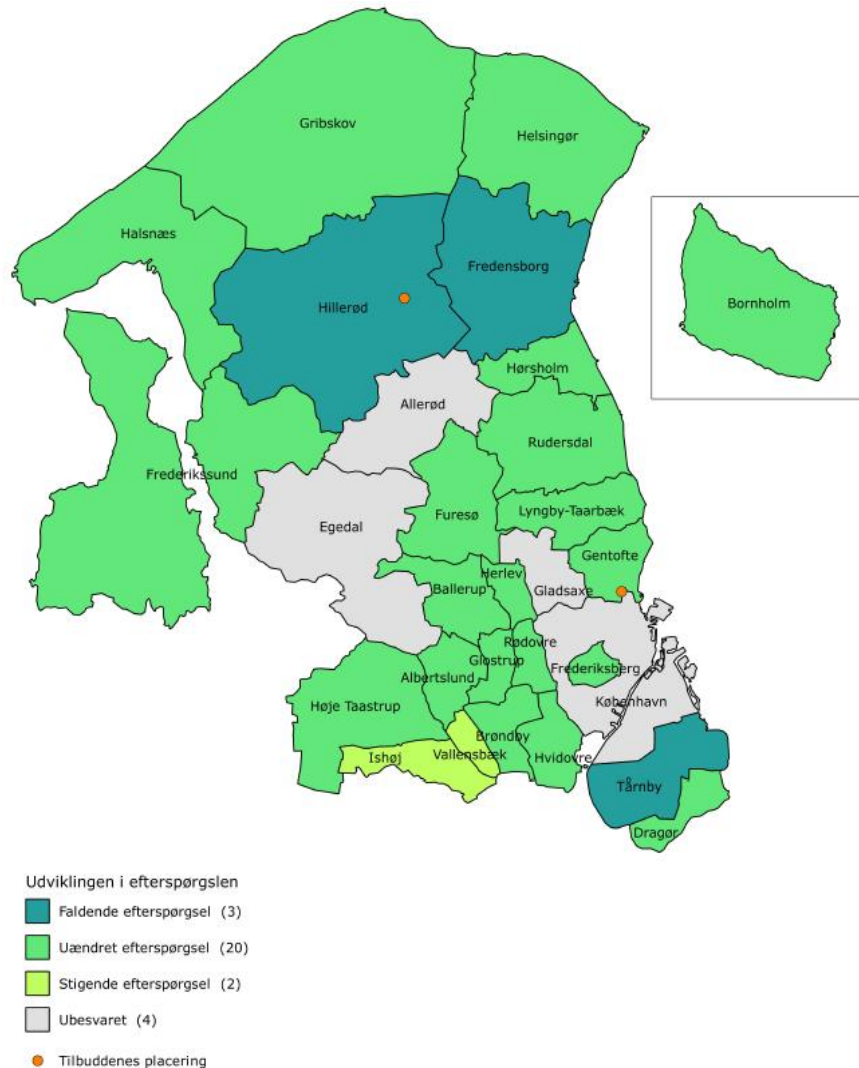 Gribskov
Helsingør
Halsnæs
Fredensborg
Hillerød
Bornholm
Hørsholm
Allerød
Rudersdal
Frederikssund
Lyngby-Taarbæk
Furesø
Egedal
Gentofte
Herlev
Ballerup
Gladsaxe
Rødovre
Glostrup
Frederiksberg
Albertslund
Høje Taastrup
København
Brøndby
Ishøj
Vallensbæk
Hvidovre
Tårnby
Dragør
Udviklingen i efterspørgslen
Faldende efterspørgsel (3)
Uændret efterspørgsel (20)
Stigende efterspørgsel (2)
Ubesvaret (4)
Tilbuddenes placering